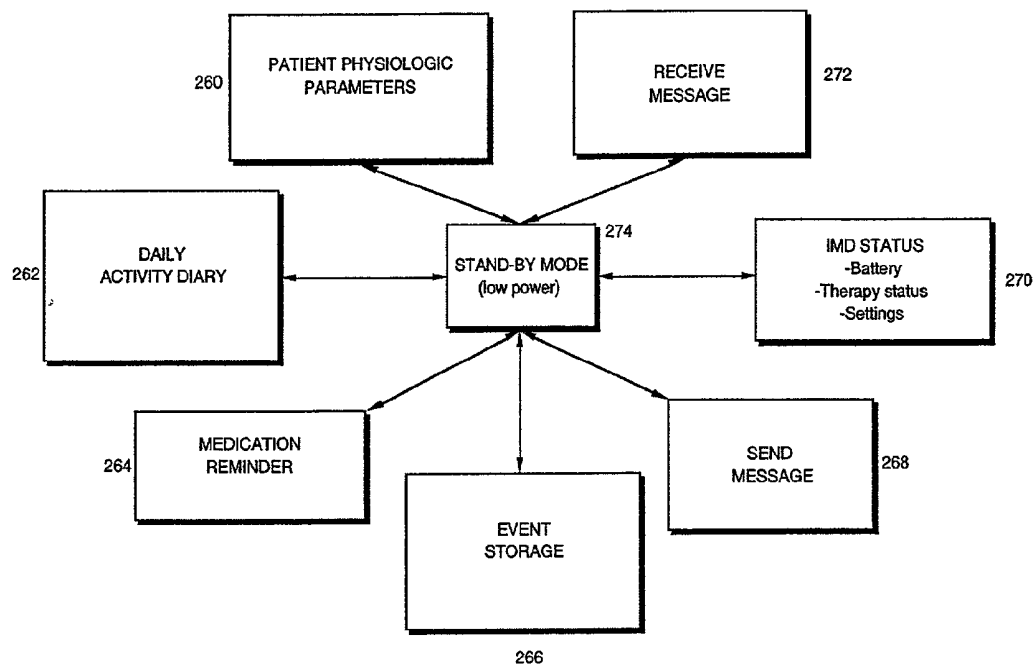 260
PATIENT PHYSIOLOGIC
PARAMETERS
RECEIVE
MESSAGE
272
262
DAILY
ACTIVITY DIARY
274
STAND-BY MODE
(low power)
IMD STATUS
-Battery
-Therapy status
-Settings
270
264
MEDICATION
REMINDER
EVENT
STORAGE
266
SEND
MESSAGE
268